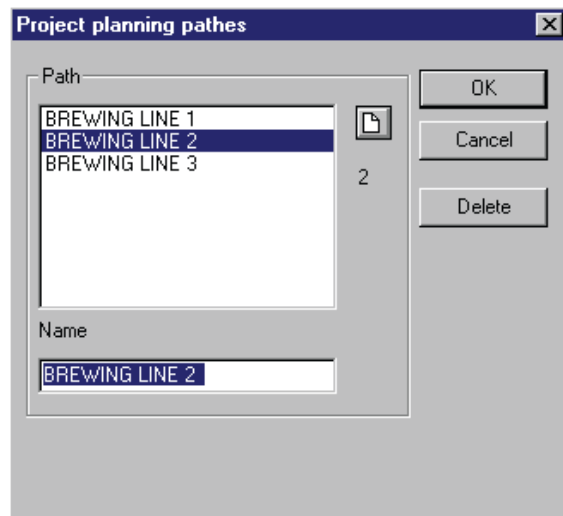 Project planning pathes
Path
BREWING LINE 1
BREWING LINE 2
BREWING LINE 3
2
Name
BREWING LINE 2
OK
Cancel
Delete